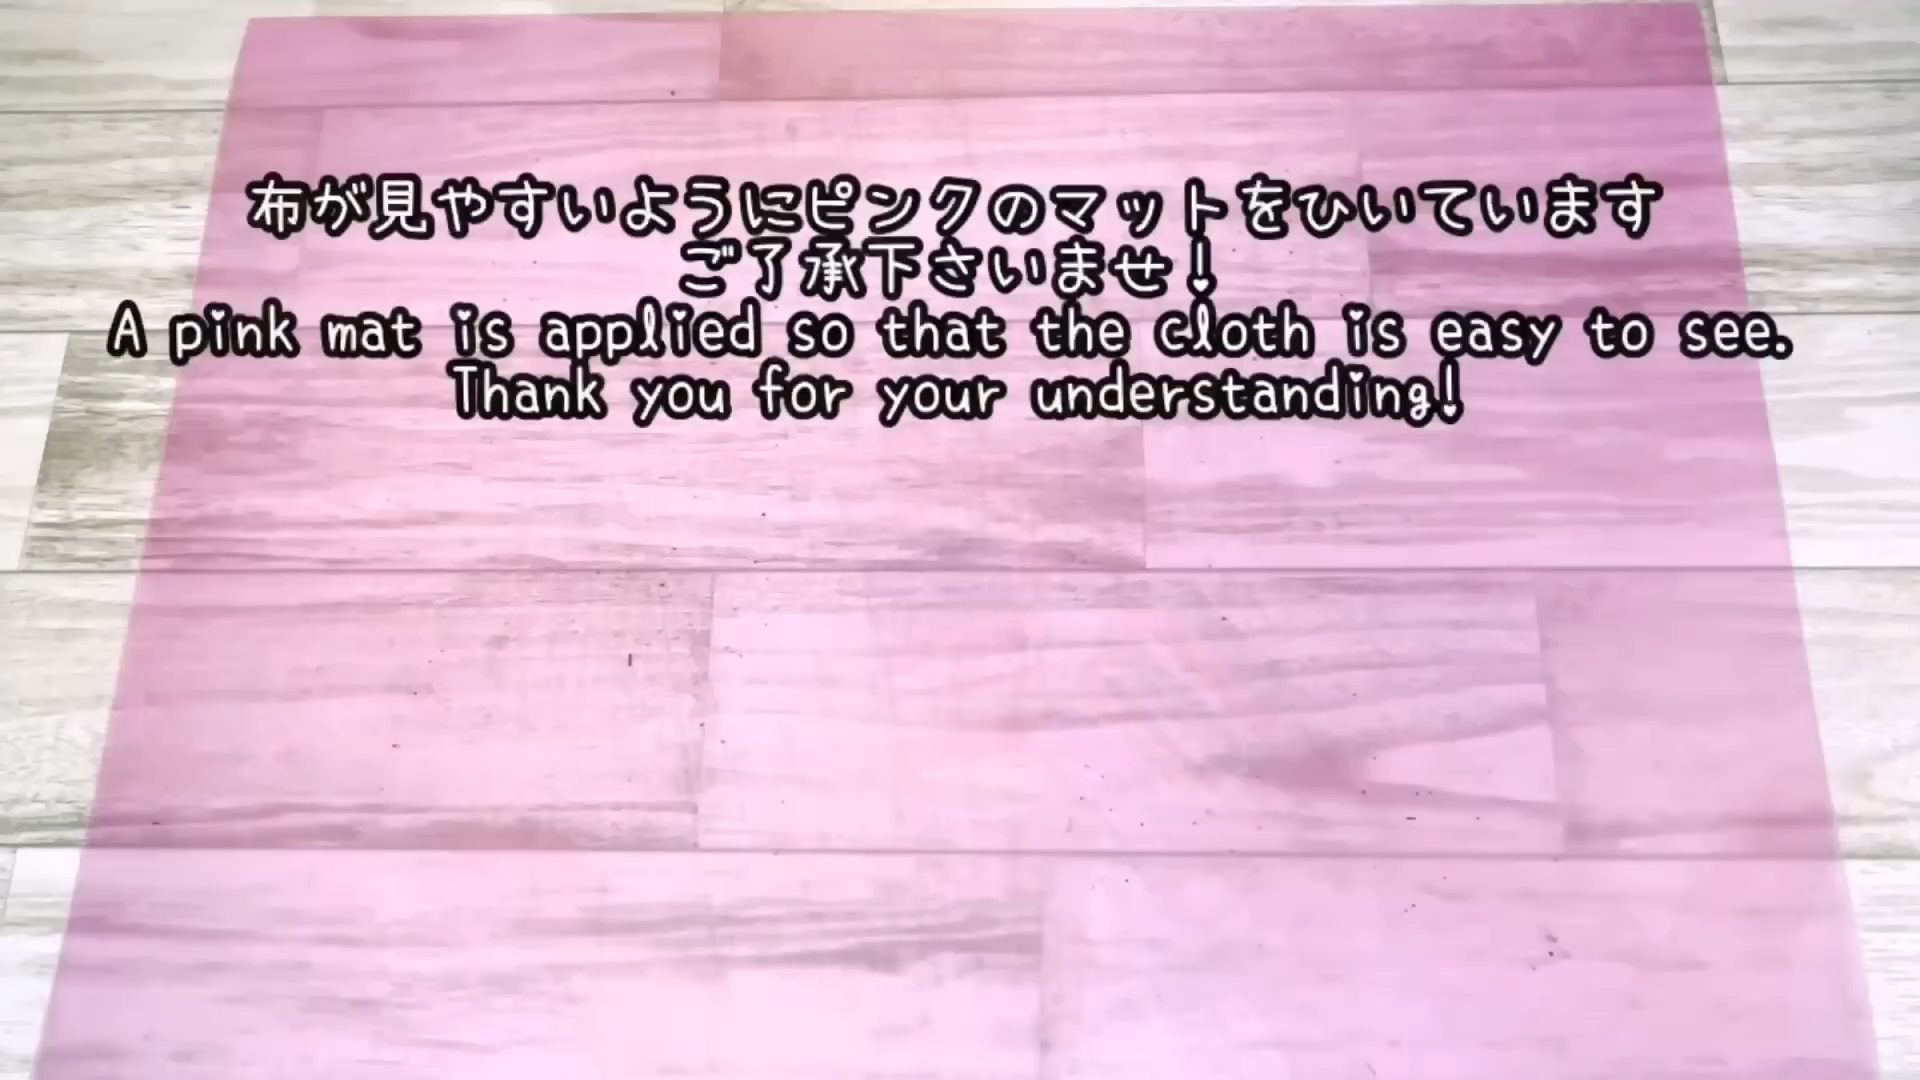 布が見やすいようにピンクのマットをひいています
ご了承下さいませ!
A pink mat is applied so that the cloth is easy to see.
Thank you for your understanding!